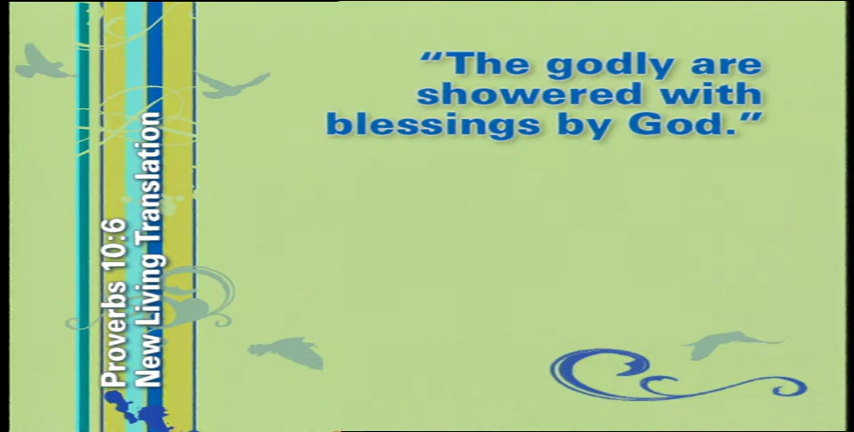 “The godly are
showered with
blessings by God.”
Proverbs 10:6
New Living Translation